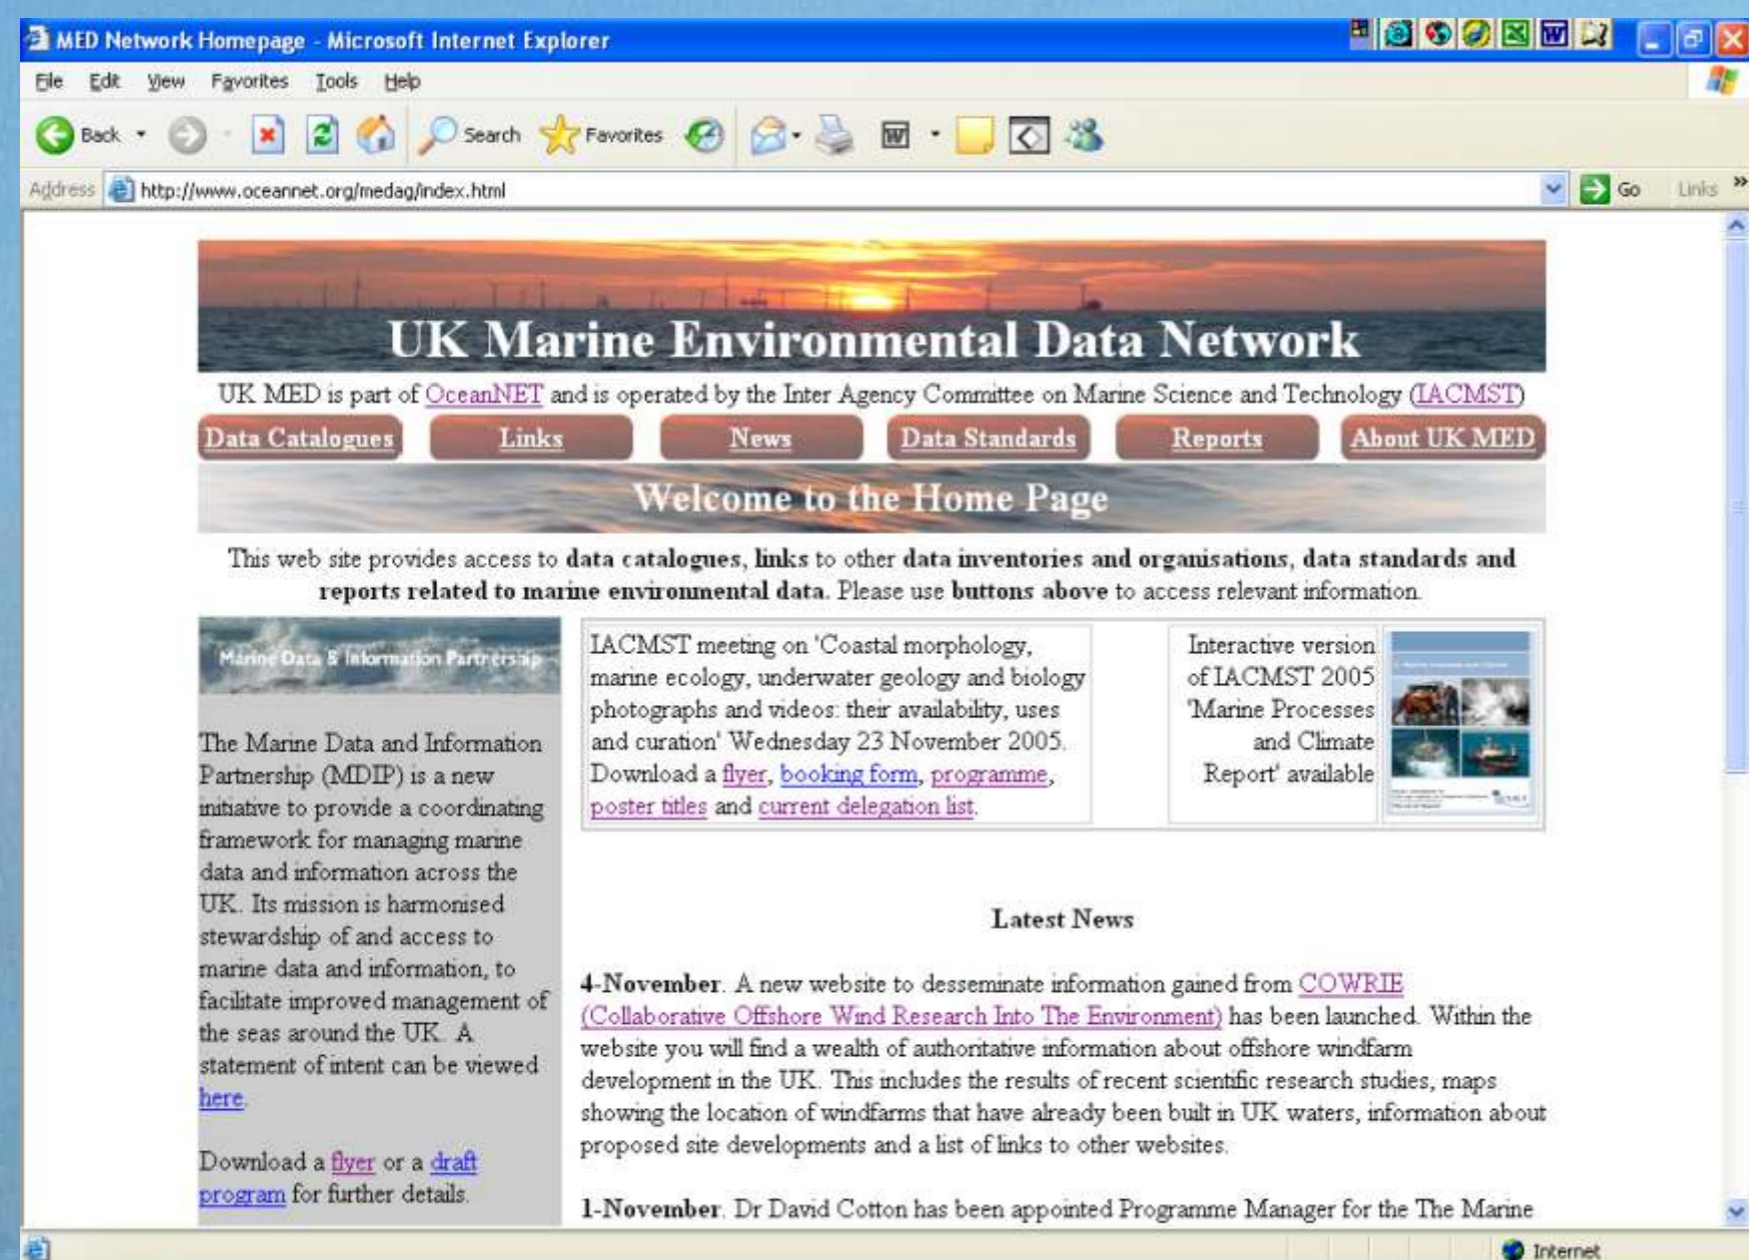 MED Network Homepage - Microsoft Internet Explorer
File Edit View Favorites Tools Help
Back Search Favorites
Address http://www.oceannet.org/medag/index.html Go Links »
UK Marine Environmental Data Network
UK MED is part of OceanNET and is operated by the Inter Agency Committee on Marine Science and Technology (IACMST)
Data Catalogues Links News Data Standards Reports About UK MED
Welcome to the Home Page
This web site provides access to data catalogues, links to other data inventories and organisations, data standards and
reports related to marine environmental data. Please use buttons above to access relevant information.
Marine Data & Information Partnership
The Marine Data and Information
Partnership (MDIP) is a new
initiative to provide a coordinating
framework for managing marine
data and information across the
UK. Its mission is harmonised
stewardship of and access to
marine data and information, to
facilitate improved management of
the seas around the UK. A
statement of intent can be viewed
here.
Download a flyer or a draft
program for further details.
IACMST meeting on 'Coastal morphology,
marine ecology, underwater geology and biology
photographs and videos: their availability, uses
and curation' Wednesday 23 November 2005.
Download a flyer, booking form, programme,
poster titles and current delegation list.
Interactive version
of IACMST 2005
'Marine Processes
and Climate
Report' available
Latest News
4-November. A new website to desseminate information gained from COWRIE
(Collaborative Offshore Wind Research Into The Environment) has been launched. Within the
website you will find a wealth of authoritative information about offshore windfarm
development in the UK. This includes the results of recent scientific research studies, maps
showing the location of windfarms that have already been built in UK waters, information about
proposed site developments and a list of links to other websites.
1-November. Dr David Cotton has been appointed Programme Manager for the The Marine
Internet